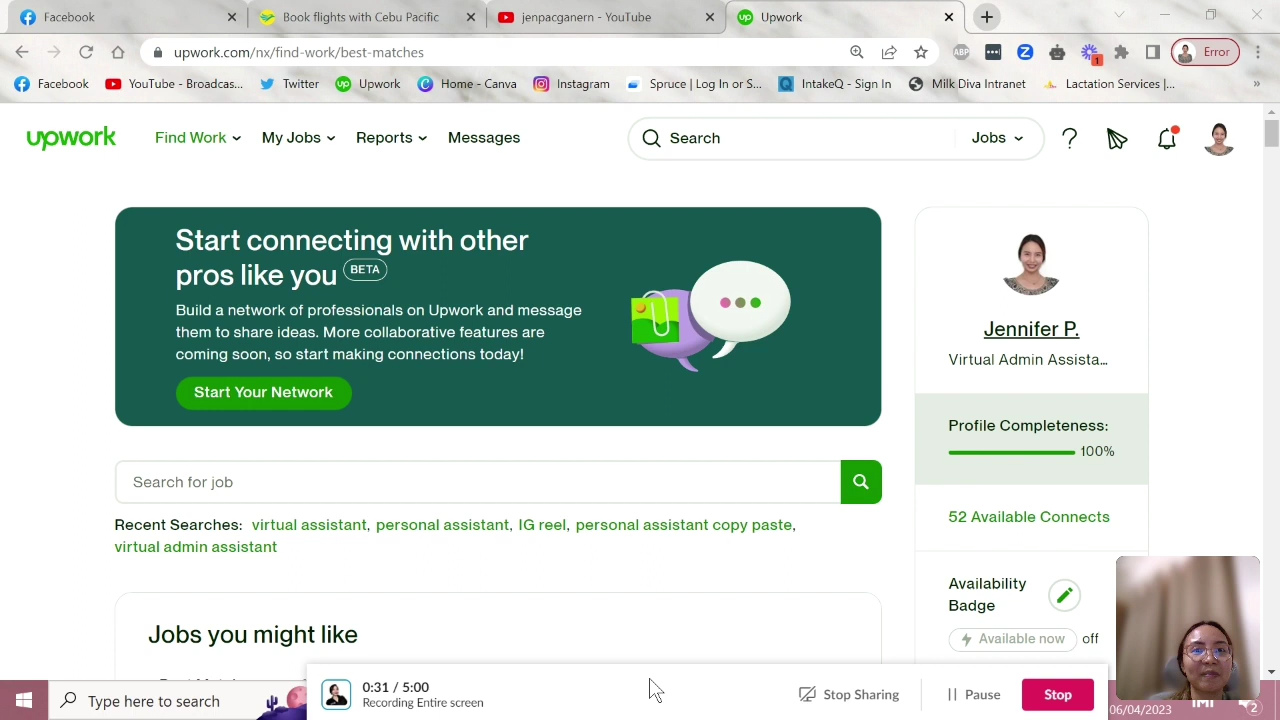 Facebook
Book flights with Cebu Pacific
jenpacganern - YouTube
Upwork
upwork.com/nx/find-work/best-matches
ABP
1
Error
Facebook
YouTube - Broadcas...
Twitter
Upwork
Home - Canva
Instagram
Spruce | Log In or S...
IntakeQ - Sign In
Milk Diva Intranet
Lactation Services |...
upwork
Find Work
My Jobs
Reports
Messages
Search
Jobs
Start connecting with other
pros like you BETA
Build a network of professionals on Upwork and message
them to share ideas. More collaborative features are
coming soon, so start making connections today!
Start Your Network
Jennifer P.
Virtual Admin Assista...
Profile Completeness:
100%
52 Available Connects
Availability
Badge
Available now off
Search for job
Recent Searches: virtual assistant, personal assistant, IG reel, personal assistant copy paste,
virtual admin assistant
Jobs you might like
0:31 / 5:00
Recording Entire screen
Stop Sharing
Pause
Stop
Type here to search
06/04/2023
2